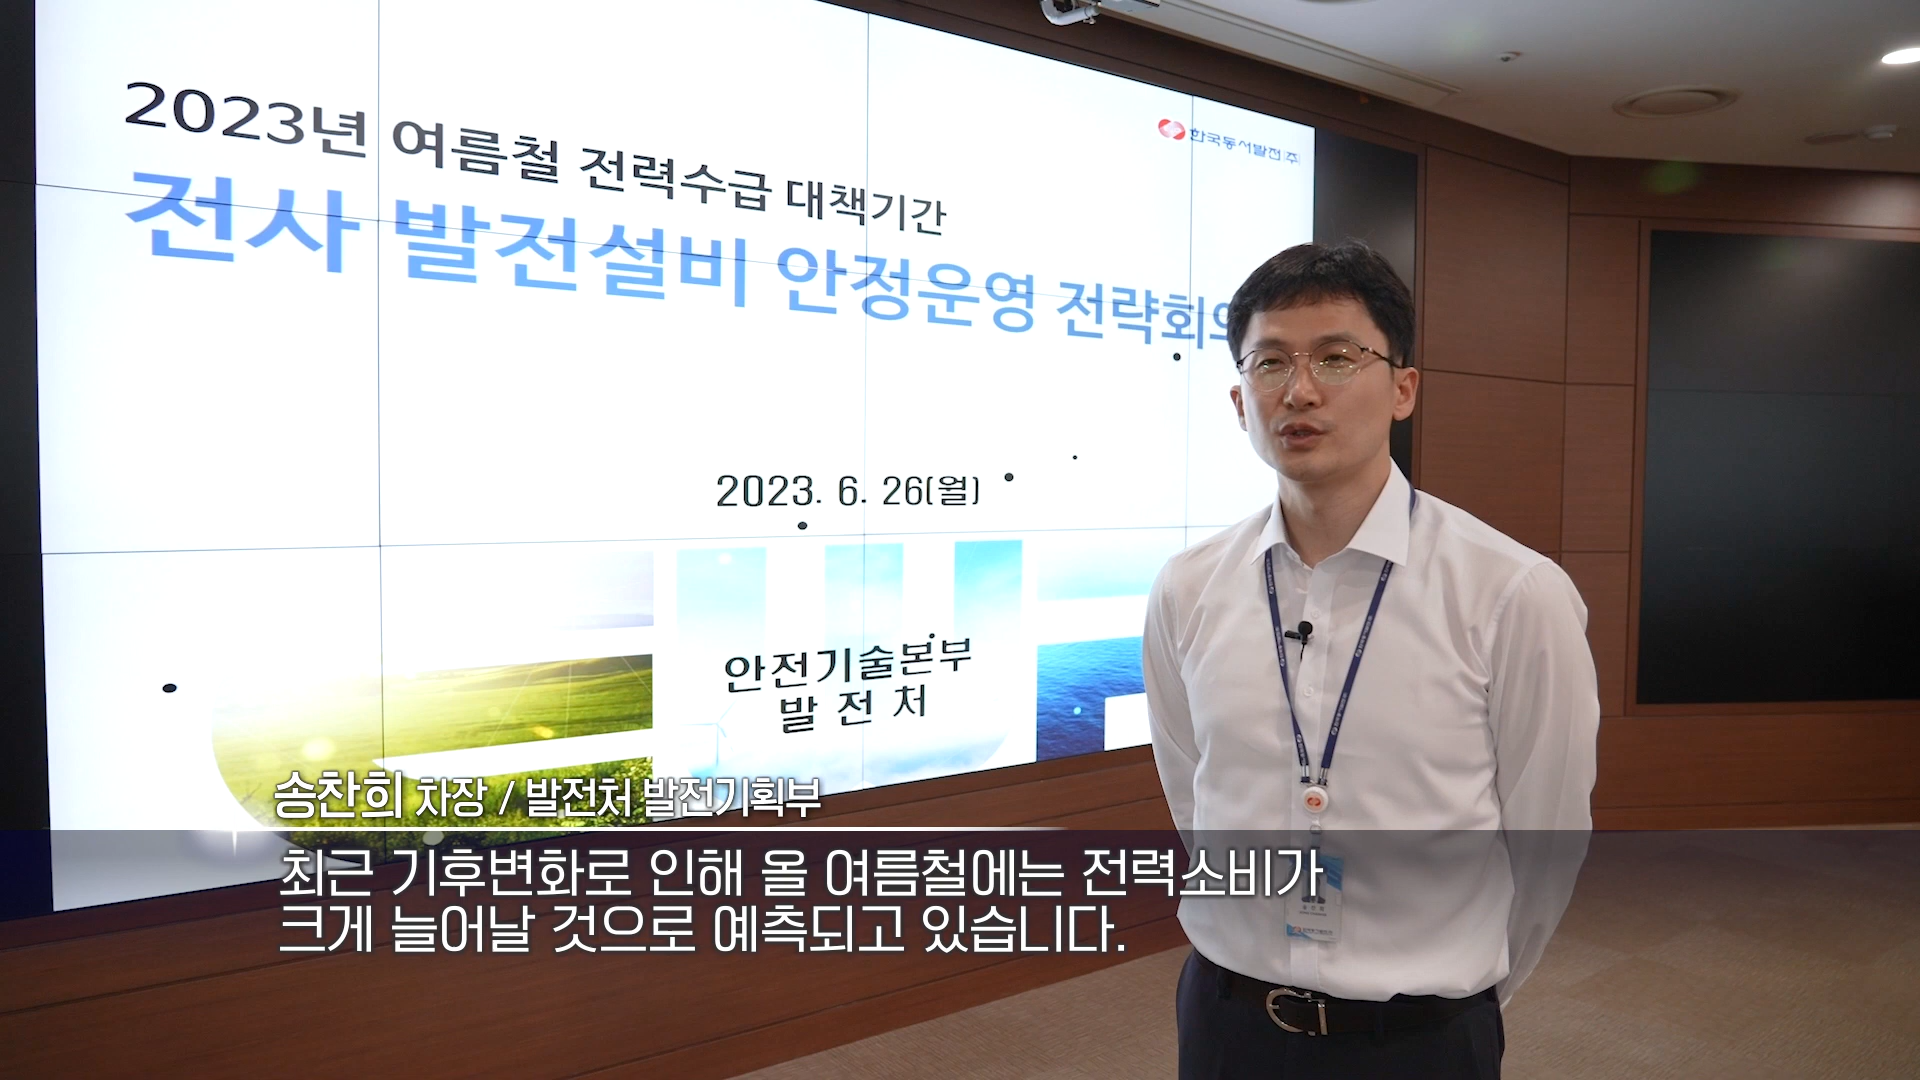 2023년 여름철 전력수급 대책기간
한국동서발전(주)
전사 발전설비 안정운영 전략회의
2023. 6. 26(월)
안전기술본부
발 전 처
송찬희 차장 / 발전처 발전기획부
최근 기후변화로 인해 올 여름철에는 전력소비가
크게 늘어날 것으로 예측되고 있습니다.